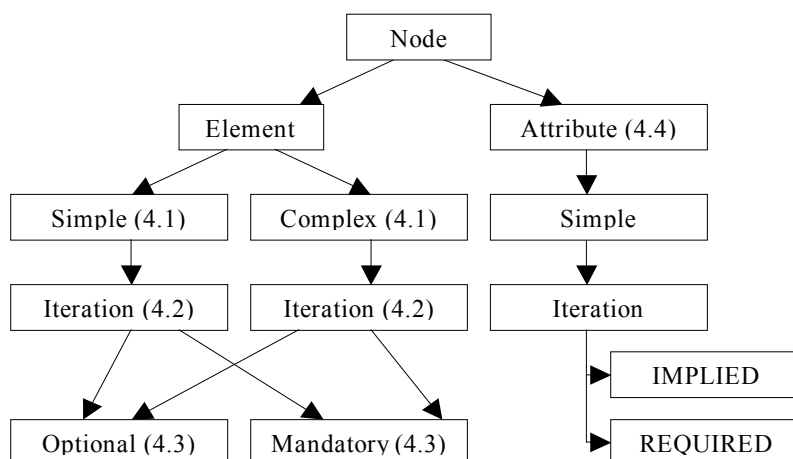 Node
Element
Attribute (4.4)
Simple (4.1)
Complex (4.1)
Simple
Iteration (4.2)
Iteration (4.2)
Iteration
IMPLIED
Optional (4.3)
Mandatory (4.3)
REQUIRED